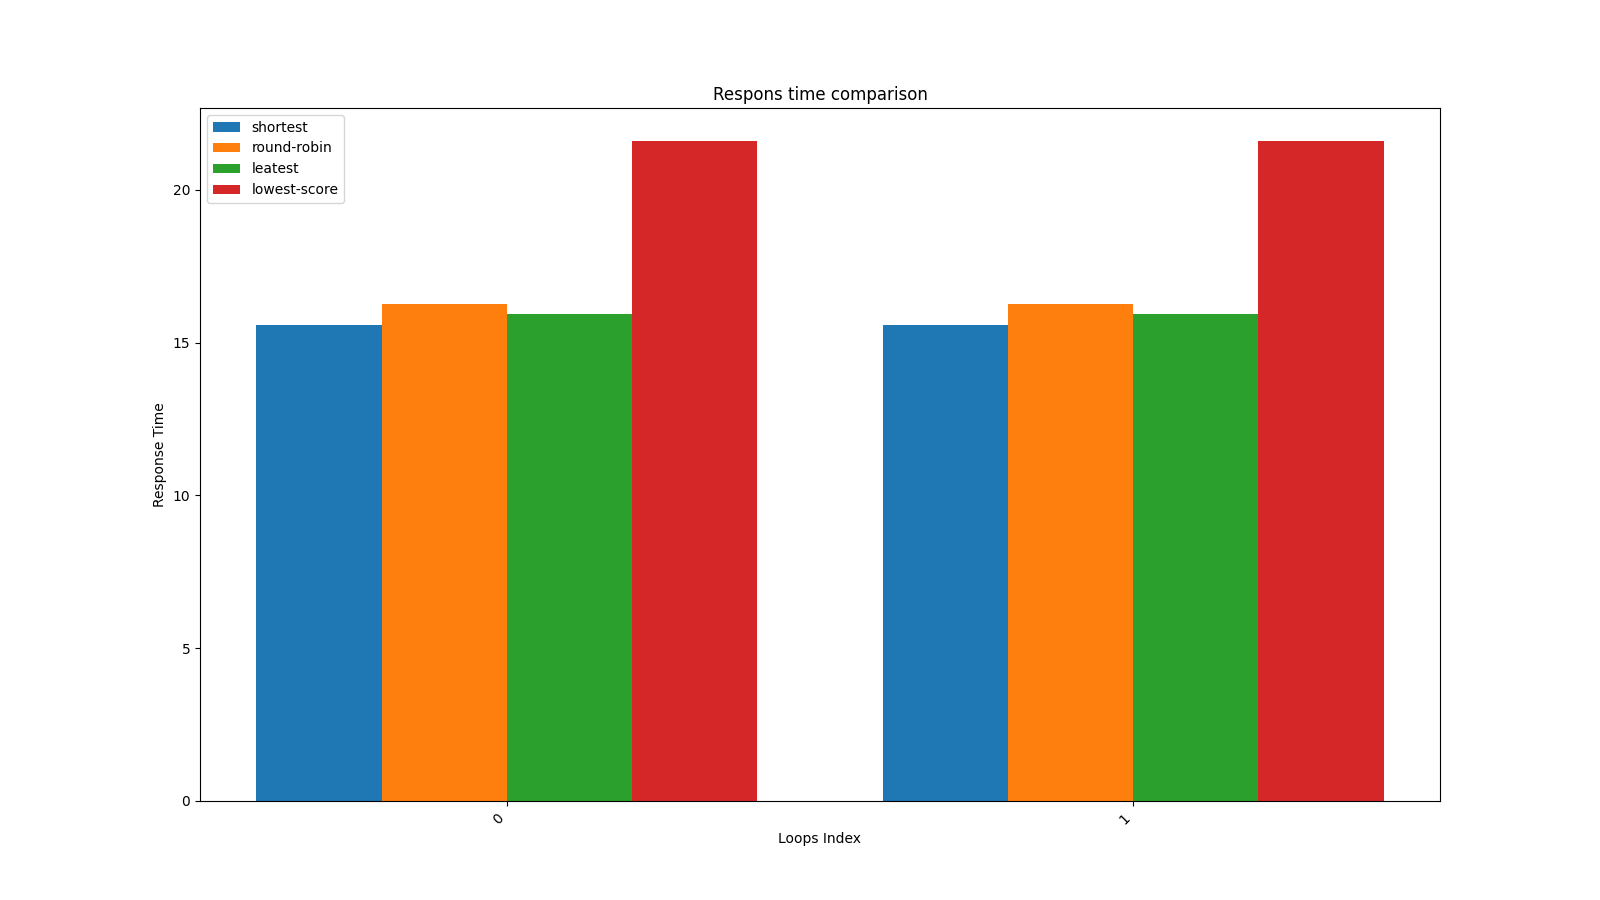 Respons time comparison
shortest
round-robin
leatest
lowest-score
20
15
10
5
0
Response Time
0
1
Loops Index